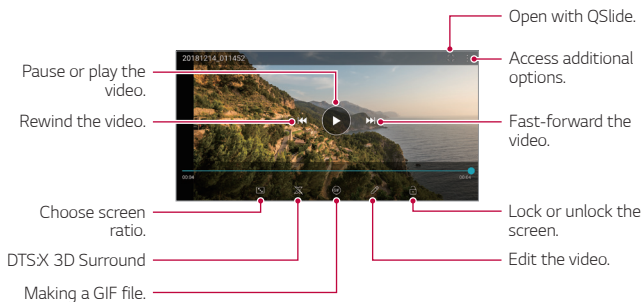 Open with QSlide.
20181214_011452
Access additional
options.
Pause or play the
video.
Rewind the video.
Fast-forward the
video.
00:04
Choose screen
ratio.
Lock or unlock the
screen.
DTS:X 3D Surround
Edit the video.
Making a GIF file.